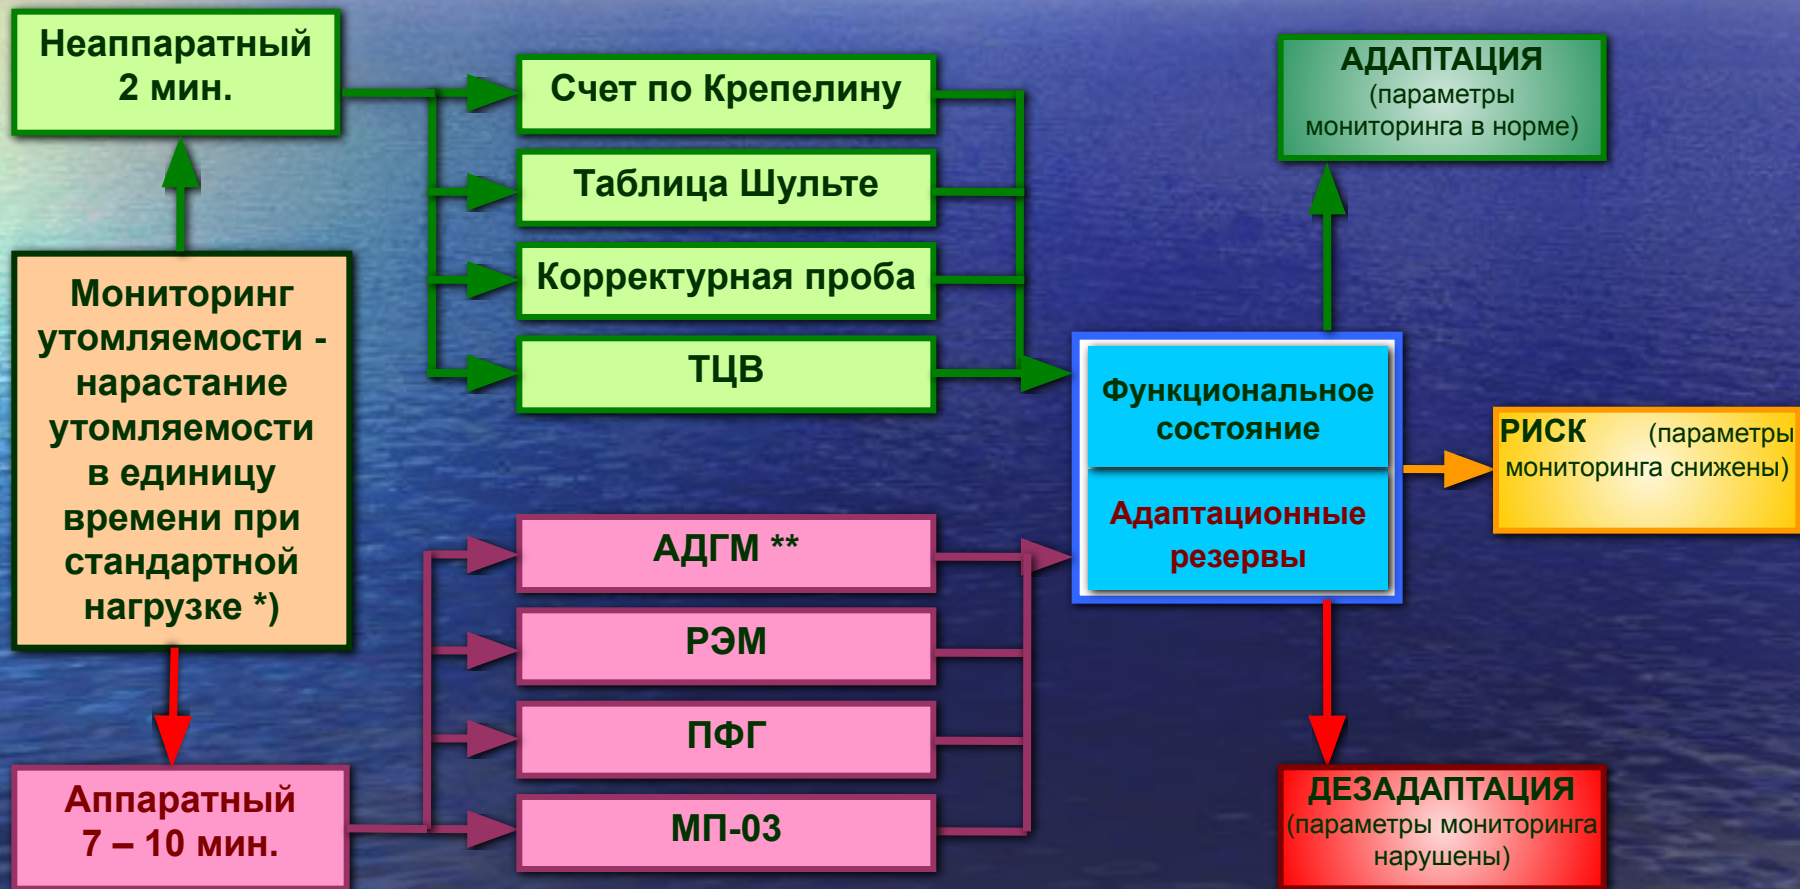 Неаппаратный
2 мин.
Мониторинг
утомляемости -
нарастание
утомляемости
в единицу
времени при
стандартной
нагрузке *)
Аппаратный
7 – 10 мин.
Счет по Крепелину
Таблица Шульте
Корректурная проба
ТЦВ
АДГМ **
РЭМ
ПФГ
МП-03
Функциональное
состояние
Адаптационные
резервы
АДАПТАЦИЯ
(параметры
мониторинга в норме)
РИСК (параметры
мониторинга снижены)
ДЕЗАДАПТАЦИЯ
(параметры мониторинга
нарушены)